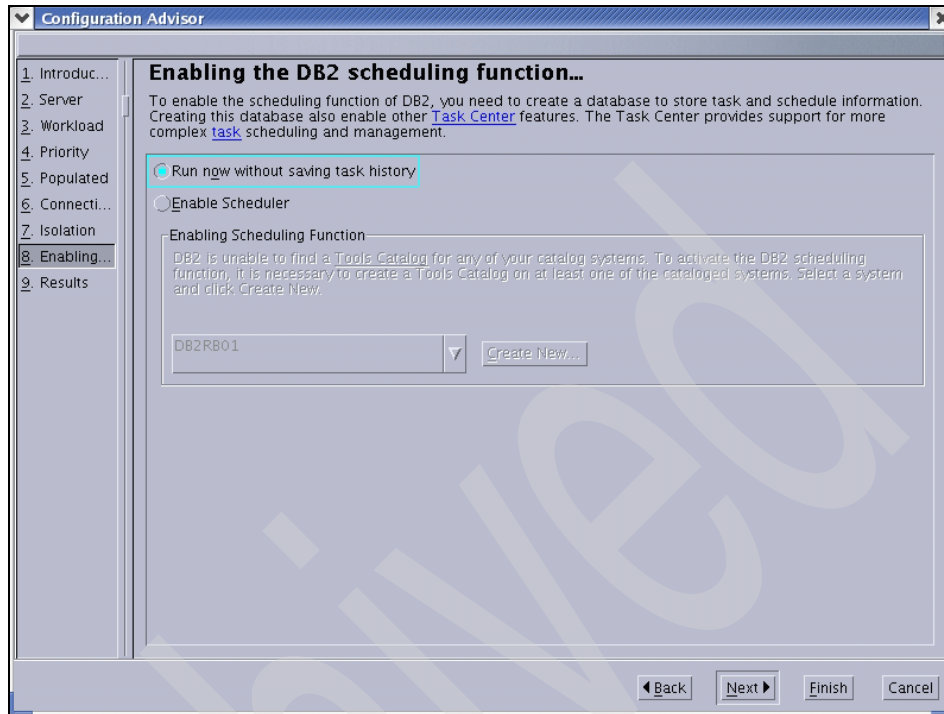 Configuration Advisor
1. Introduc...
2. Server
3. Workload
4. Priority
5. Populated
6. Connecti...
7. Isolation
8. Enabling...
9. Results
Enabling the DB2 scheduling function...
To enable the scheduling function of DB2, you need to create a database to store task and schedule information.
Creating this database also enable other Task Center features. The Task Center provides support for more
complex task scheduling and management.
Run now without saving task history
Enable Scheduler
Enabling Scheduling Function
DB2 is unable to find a Tools Catalog for any of your catalog systems. To activate the DB2 scheduling
function, it is necessary to create a Tools Catalog on at least one of the cataloged systems. Select a system
and click Create New.
DB2RB01
Create New...
Back
Next
Finish
Cancel
hived